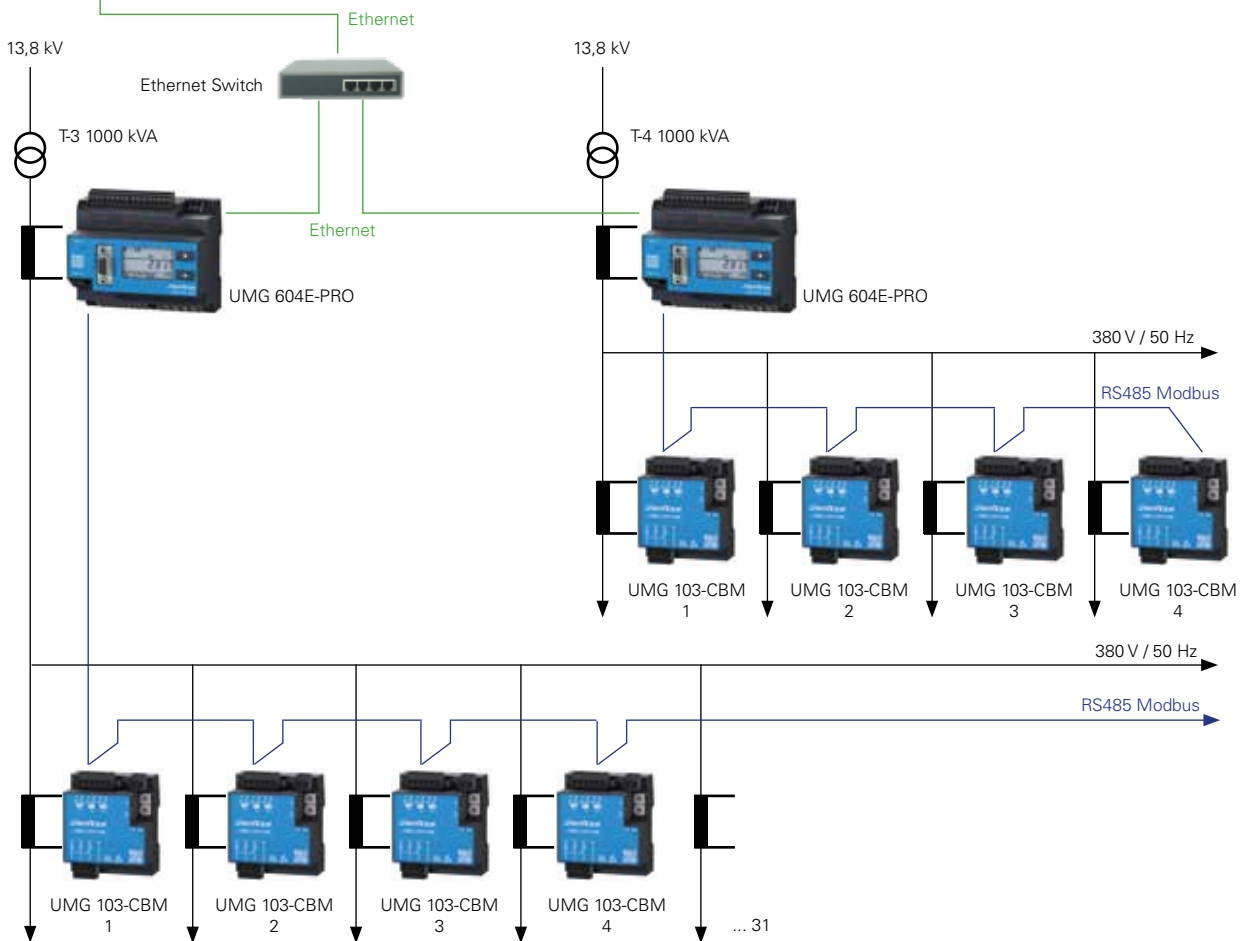 Ethernet
13,8 kV
13,8 kV
Ethernet Switch
T-3 1000 kVA
T-4 1000 kVA
Ethernet
UMG 604E-PRO
UMG 604E-PRO
380 V / 50 Hz
RS485 Modbus
UMG 103-CBM
1
UMG 103-CBM
2
UMG 103-CBM
3
UMG 103-CBM
4
380 V / 50 Hz
RS485 Modbus
UMG 103-CBM
1
UMG 103-CBM
2
UMG 103-CBM
3
UMG 103-CBM
4
... 31